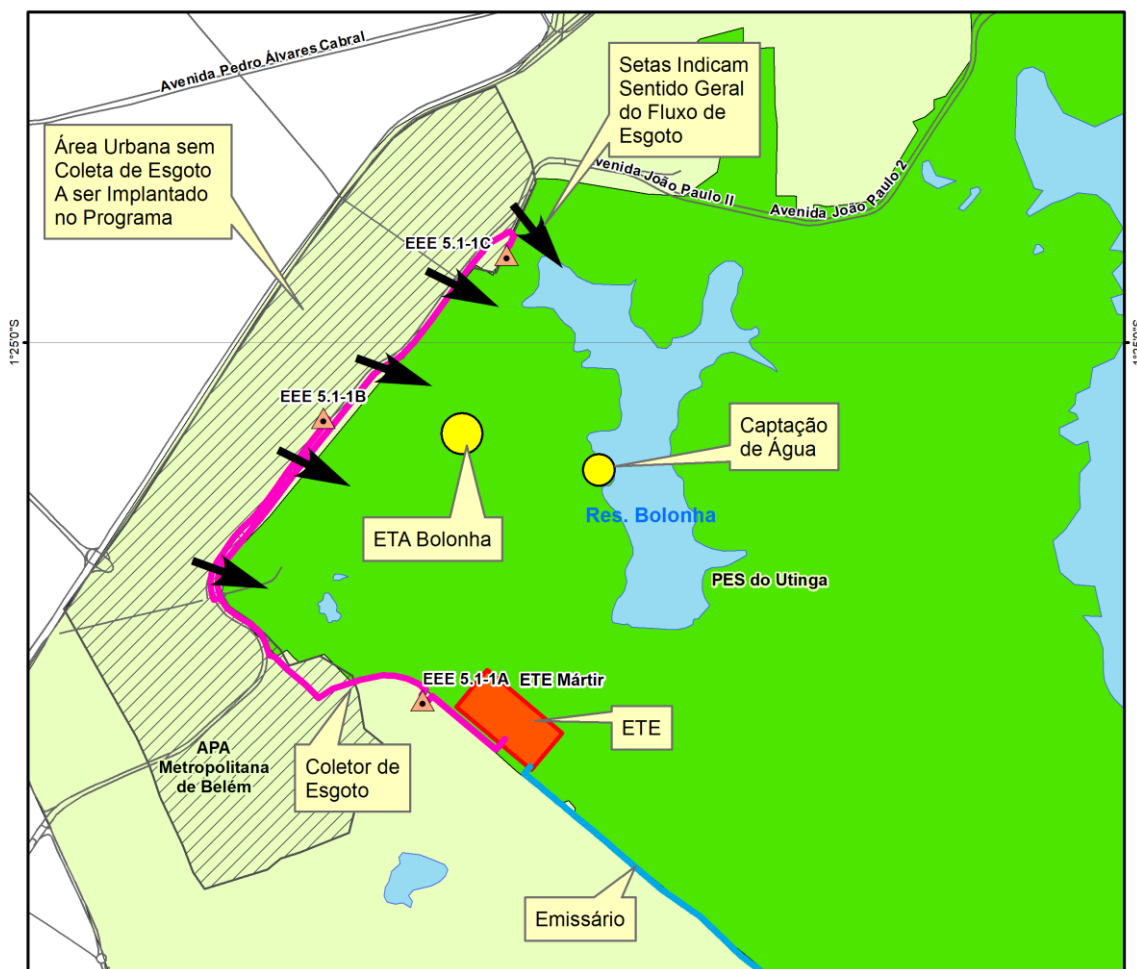 Avenida Pedro Álvares Cabral
Setas Indicam
Sentido Geral
do Fluxo de
Esgoto
Área Urbana sem
Coleta de Esgoto
A ser Implantado
no Programa
Avenida João Paulo II
Avenida João Paulo 2
EEE 5.1-1C
1°25'0"S
1°25'0"S
EEE 5.1-1B
Captação
de Água
ETA Bolonha
Res. Bolonha
PES do Utinga
EEE 5.1-1A
ETE Mártir
ETE
APA
Metropolitana
de Belém
Coletor de
Esgoto
Emissário